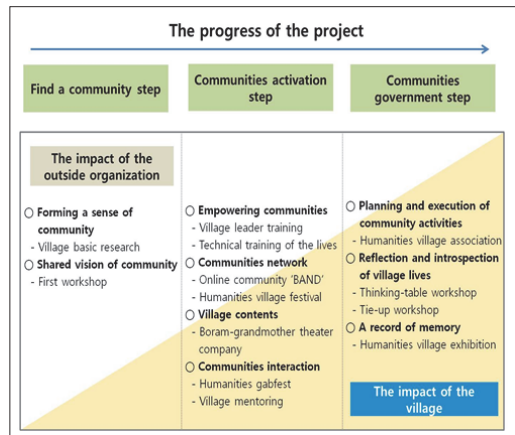 The progress of the project
Find a community step
Communities activation
step
Communities
government step
The impact of the
outside organization
○ Forming a sense of
community
- Village basic research
○ Shared vision of community
- First workshop
○ Empowering communities
- Village leader training
- Technical training of the lives
○ Communities network
- Online community 'BAND'
- Humanities village festival
○ Village contents
- Boram-grandmother theater
company
○ Communities interaction
- Humanities gabfest
- Village mentoring
○ Planning and execution of
community activities
- Humanities village association
○ Reflection and introspection
of village lives
- Thinking-table workshop
- Tie-up workshop
○ A record of memory
- Humanities village exhibition
The impact of the
village